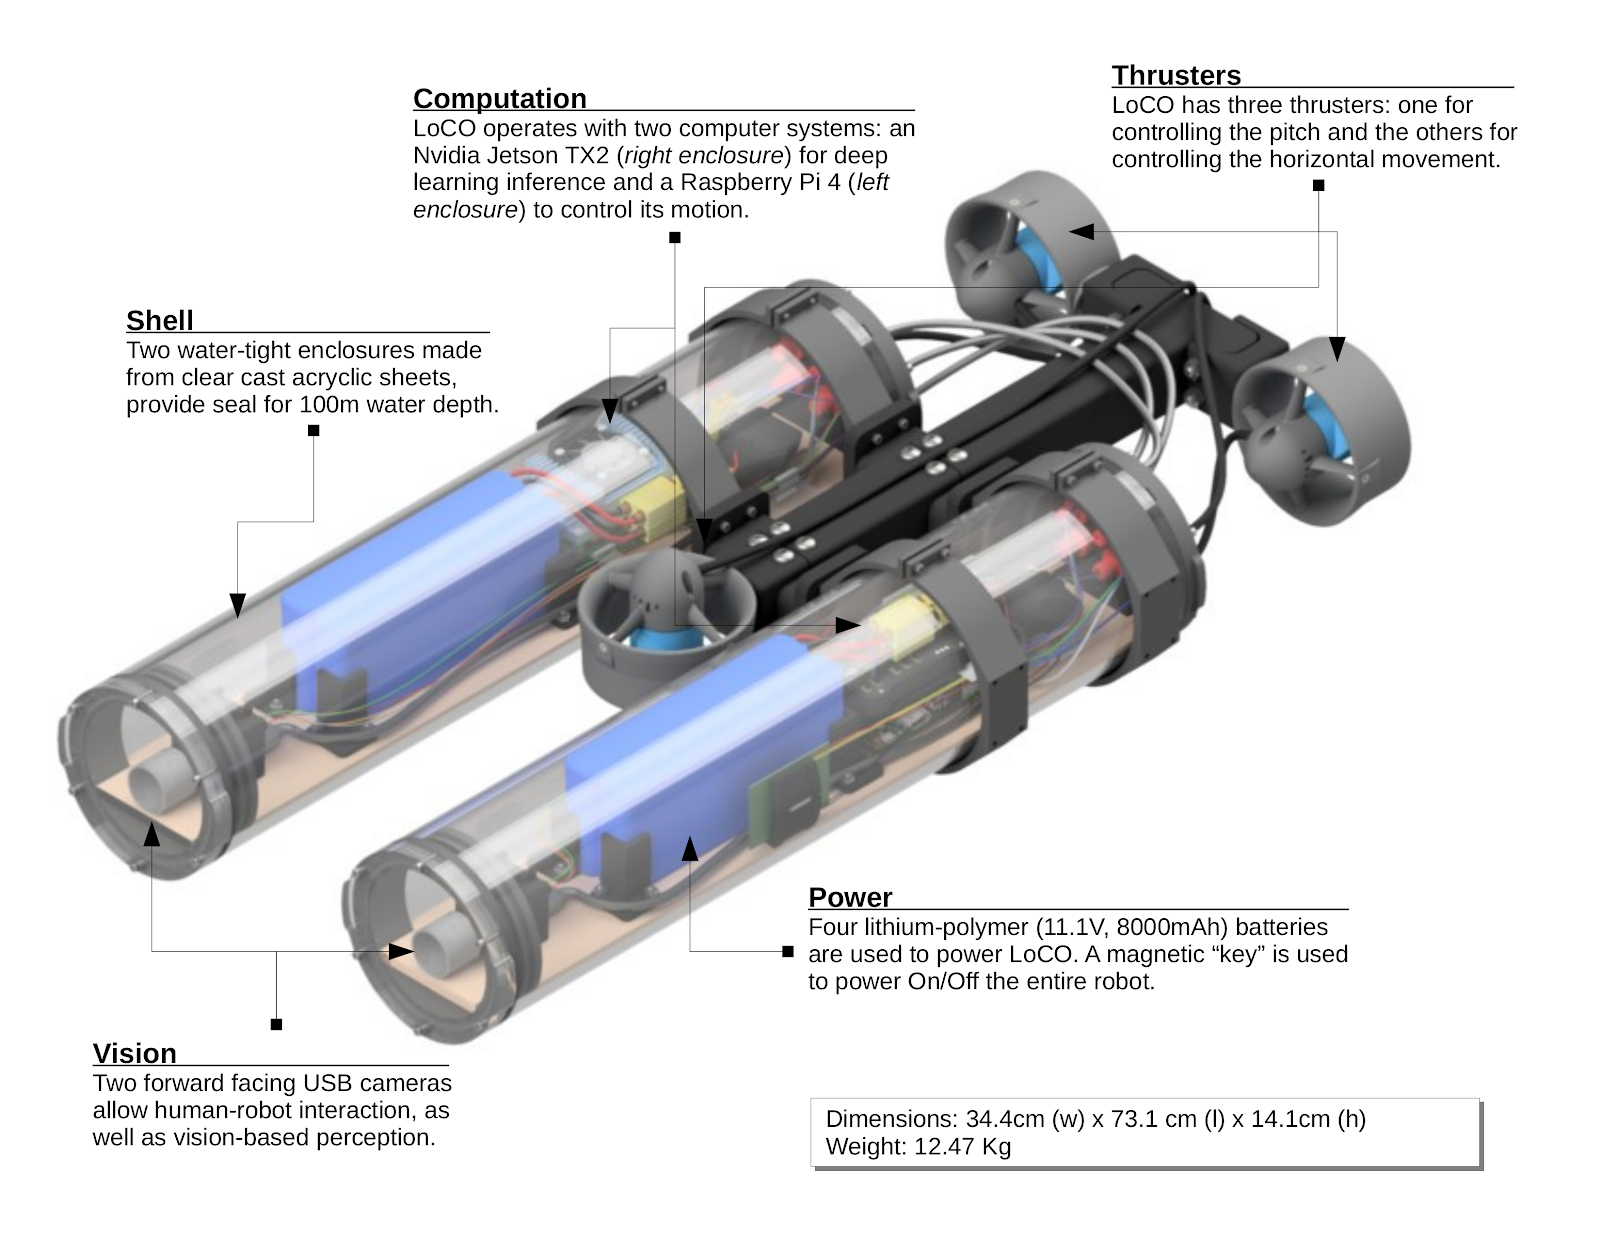 Thrusters
LoCO has three thrusters: one for
controlling the pitch and the others for
controlling the horizontal movement.
Computation
LoCO operates with two computer systems: an
Nvidia Jetson TX2 (right enclosure) for deep
learning inference and a Raspberry Pi 4 (left
enclosure) to control its motion.
Shell
Two water-tight enclosures made
from clear cast acryclic sheets,
provide seal for 100m water depth.
Power
Four lithium-polymer (11.1V, 8000mAh) batteries
are used to power LoCO. A magnetic “key” is used
to power On/Off the entire robot.
Vision
Two forward facing USB cameras
allow human-robot interaction, as
well as vision-based perception.
Dimensions: 34.4cm (w) x 73.1 cm (l) x 14.1cm (h)
Weight: 12.47 Kg